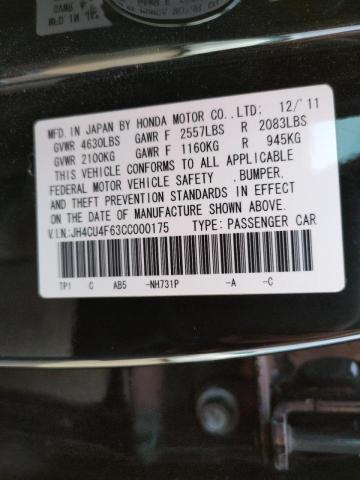 MFD. IN JAPAN BY HONDA MOTOR CO.,LTD: 12/'11
GVWR 4630LBS GAWR F 2557LBS R 2083LBS
GVWR 2100KG GAWR F 1160KG R 945KG
THIS VEHICLE CONFORMS TO ALL APPLICABLE
FEDERAL MOTOR VEHICLE SAFETY .BUMPER.
AND THEFT PREVENTION STANDARDS IN EFFECT
ON THE DATE OF MANUFACTURE SHOWN ABOVE.
V.I.N.:JH4CU4F63CC000175 TYPE: PASSENGER CAR
TP1 C AB5 -NH731P -A -C